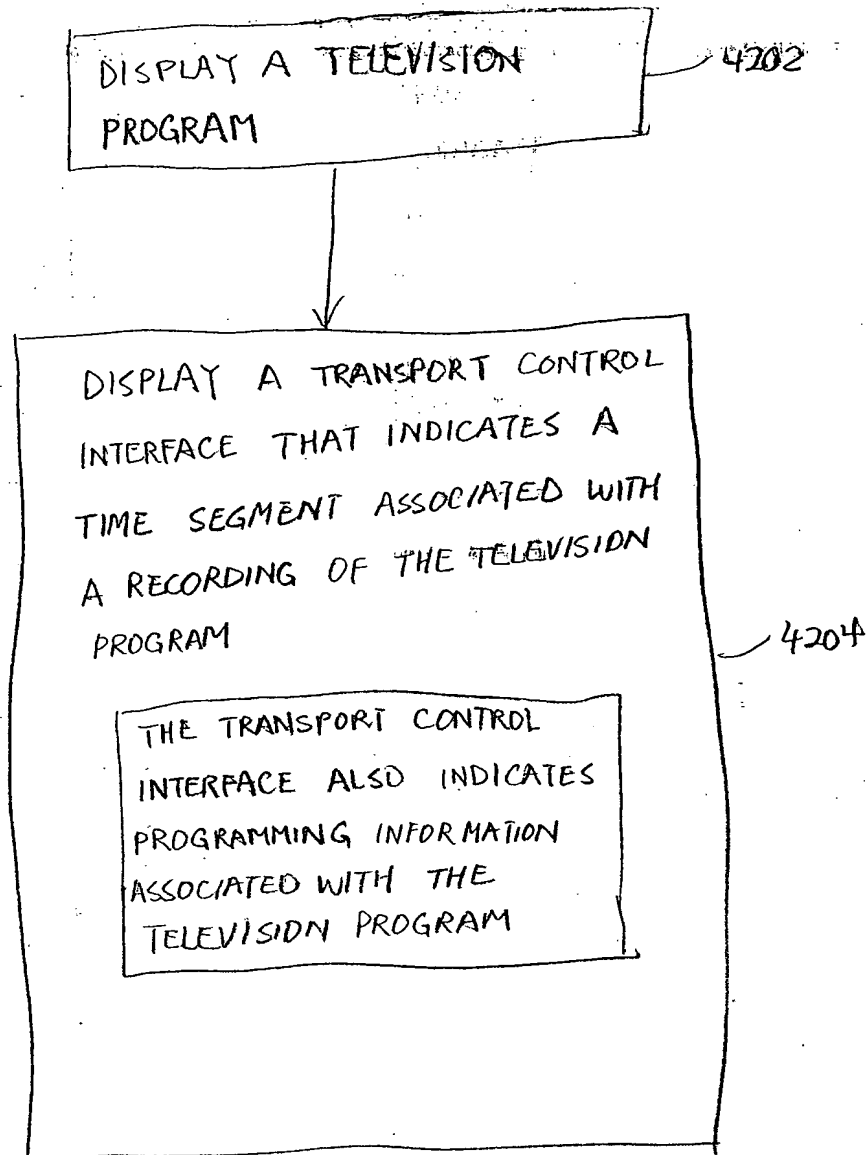 DISPLAY A TELEVISION
PROGRAM
4202
DISPLAY A TRANSPORT CONTROL
INTERFACE THAT INDICATES A
TIME SEGMENT ASSOCIATED WITH
A RECORDING OF THE TELEVISION
PROGRAM
4204
THE TRANSPORT CONTROL
INTERFACE ALSO INDICATES
PROGRAMMING INFORMATION
ASSOCIATED WITH THE
TELEVISION PROGRAM